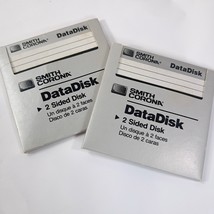 SMITH CORONA
DataDisk
SMITH
CORONA
DataDisk
▶ 2 Sided Disk
Un disque à 2 faces
Disco de 2 caras
SMITH CORONA
DataDisk
SMITH
CORONA
DataDisk
▶ 2 Sided Disk
Un disque à 2 faces
Disco de 2 caras